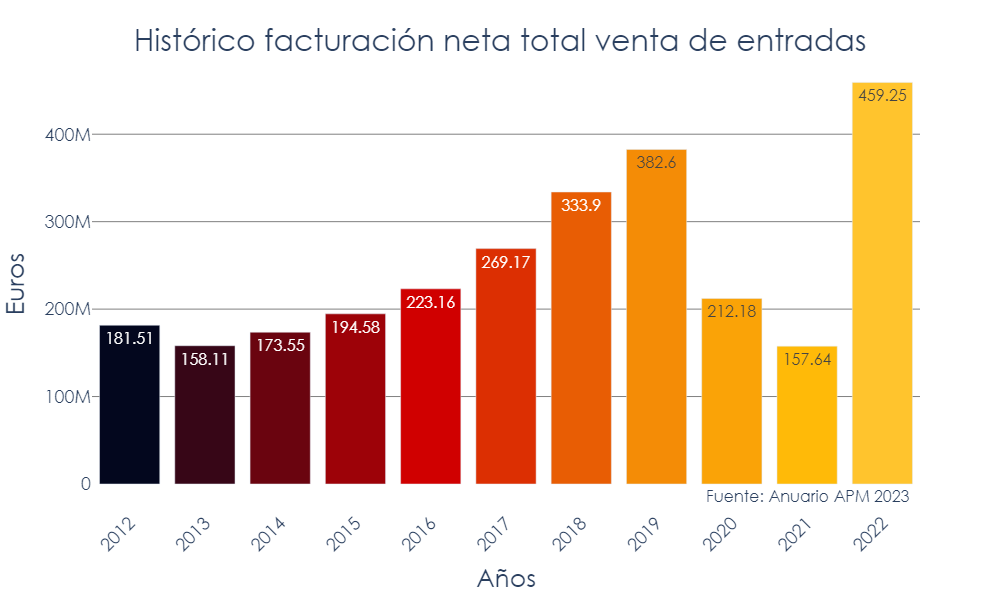 Histórico facturación neta total venta de entradas
Euros
400M
300M
200M
100M
0
181.51
158.11
173.55
194.58
223.16
269.17
333.9
382.6
212.18
157.64
459.25
Fuente: Anuario APM 2023
2012
2013
2014
2015
2016
2017
2018
2019
2020
2021
2022
Años